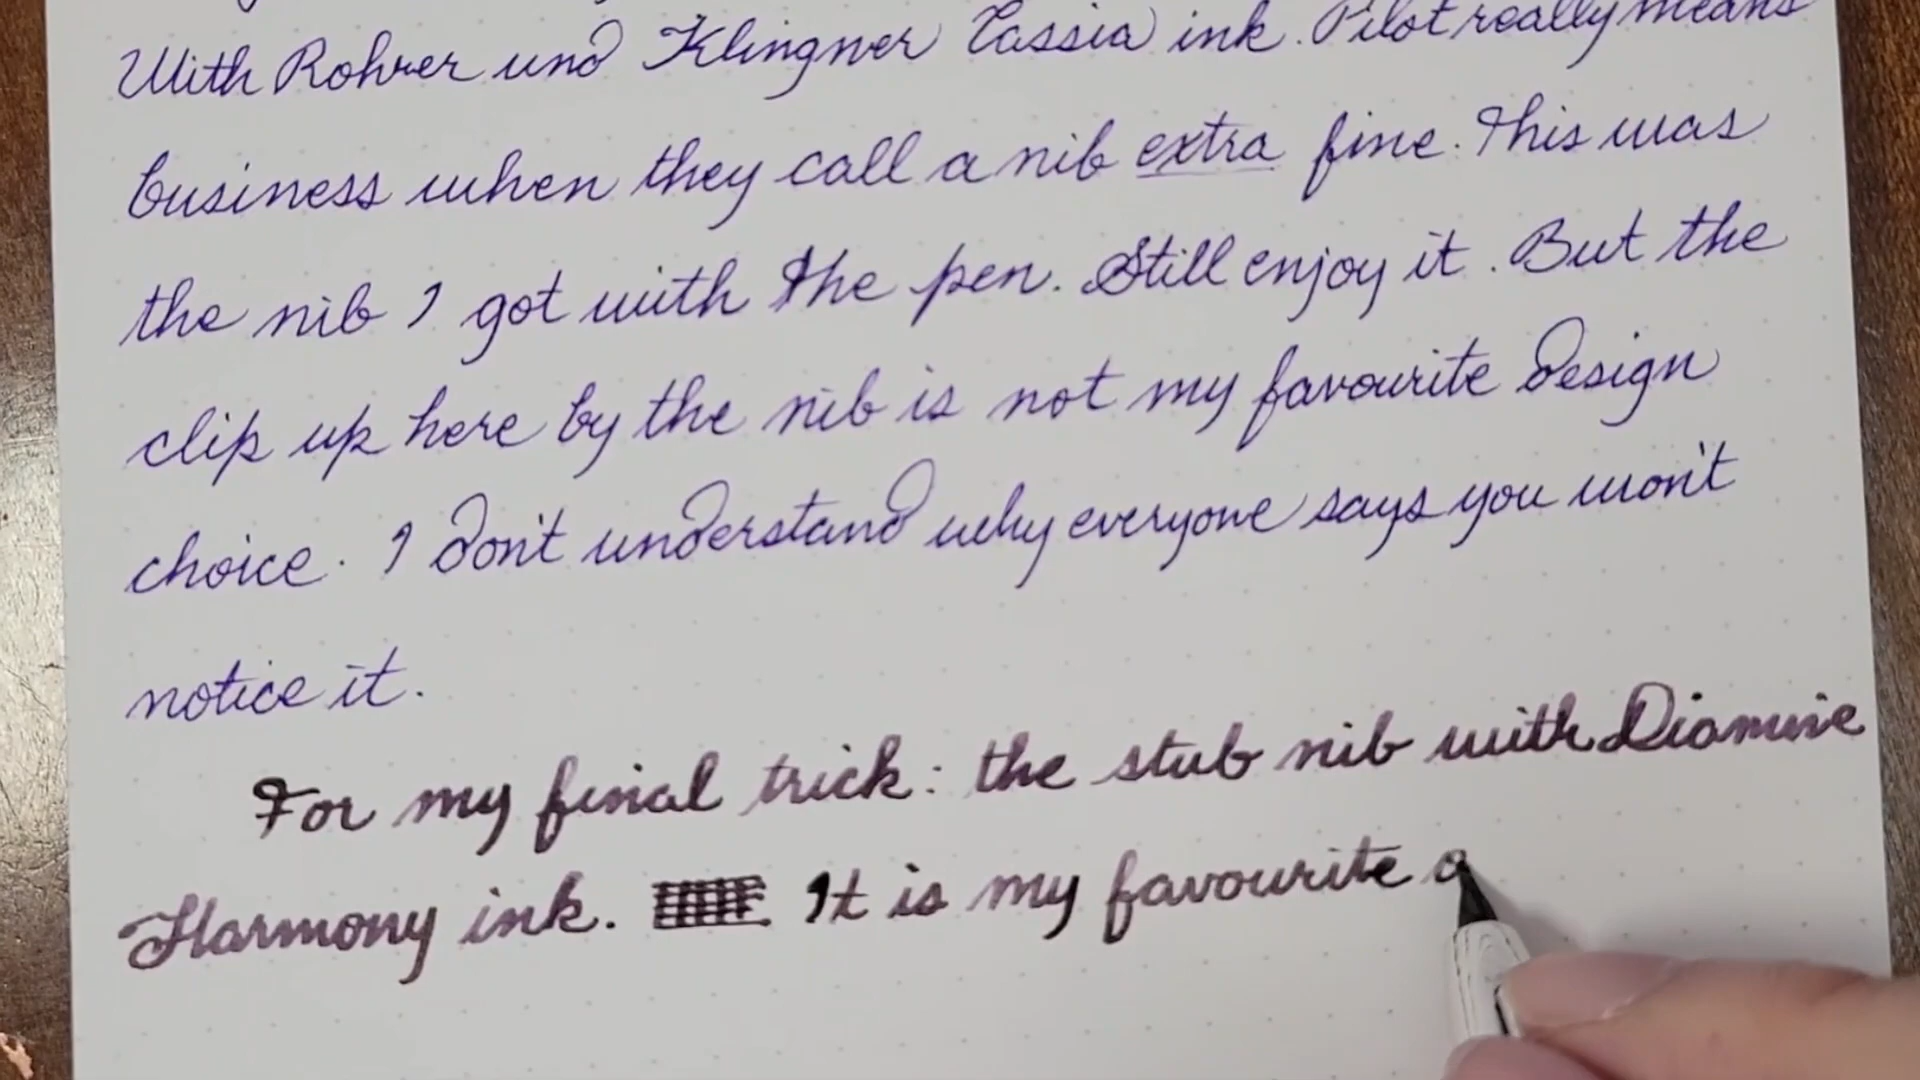 With Rohrer und Klingner Cassia ink. Pilot really means
business when they call a nib extra fine. This was
the nib I got with the pen. Still enjoy it. But the
clip up here by the nib is not my favourite design
choice. I don't understand why everyone says you won't
notice it.
For my final trick: the stub nib with Diamine
Harmony ink. It is my favourite